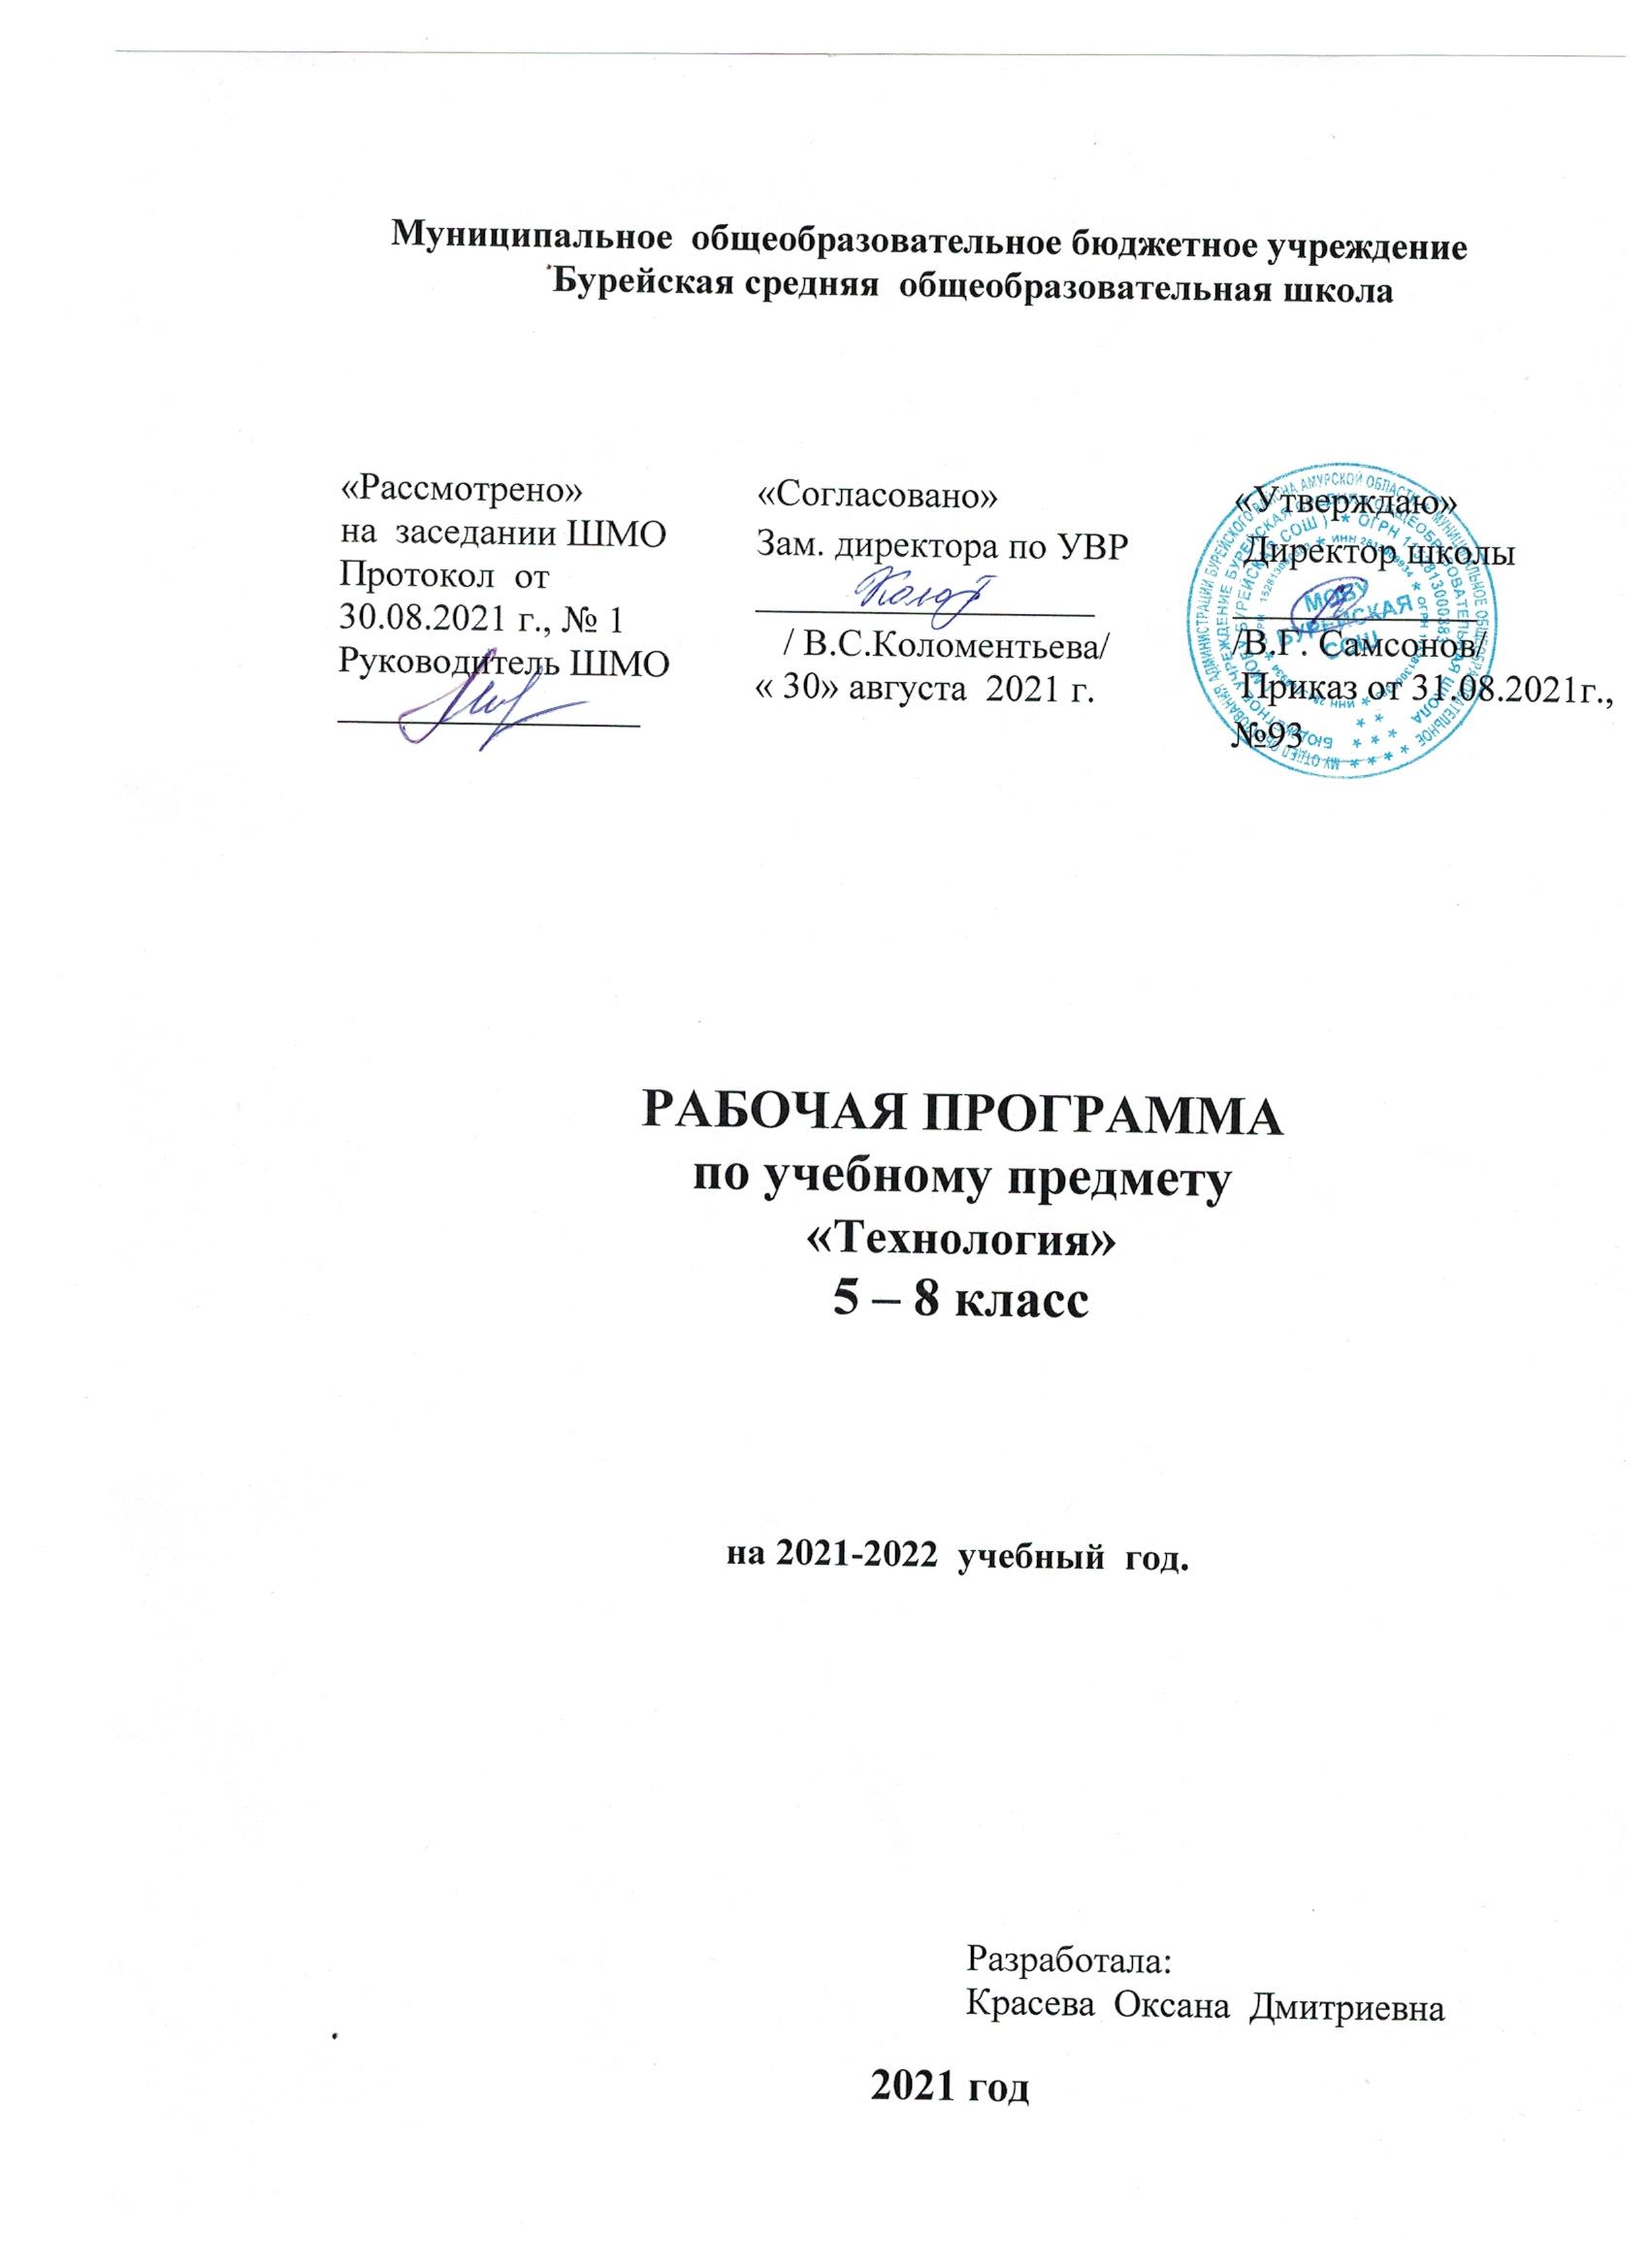 Муниципальное общеобразовательное бюджетное учреждение
Бурейская средняя общеобразовательная школа
«Рассмотрено»
на заседании ШМО
Протокол от
30.08.2021 г., № 1
Руководитель ШМО
«Согласовано»
Зам. директора по УВР
/ В.С.Коломентьева/
« 30» августа 2021 г.
«Утверждаю»
Директор школы
/В.Г. Самсонов/
Приказ от 31.08.2021г.,
№93
МОБУ
БУРЕЙСКАЯ
СОШ
РАБОЧАЯ ПРОГРАММА
по учебному предмету
«Технология»
5 – 8 класс
на 2021-2022 учебный год.
Разработала:
Красева Оксана Дмитриевна
2021 год